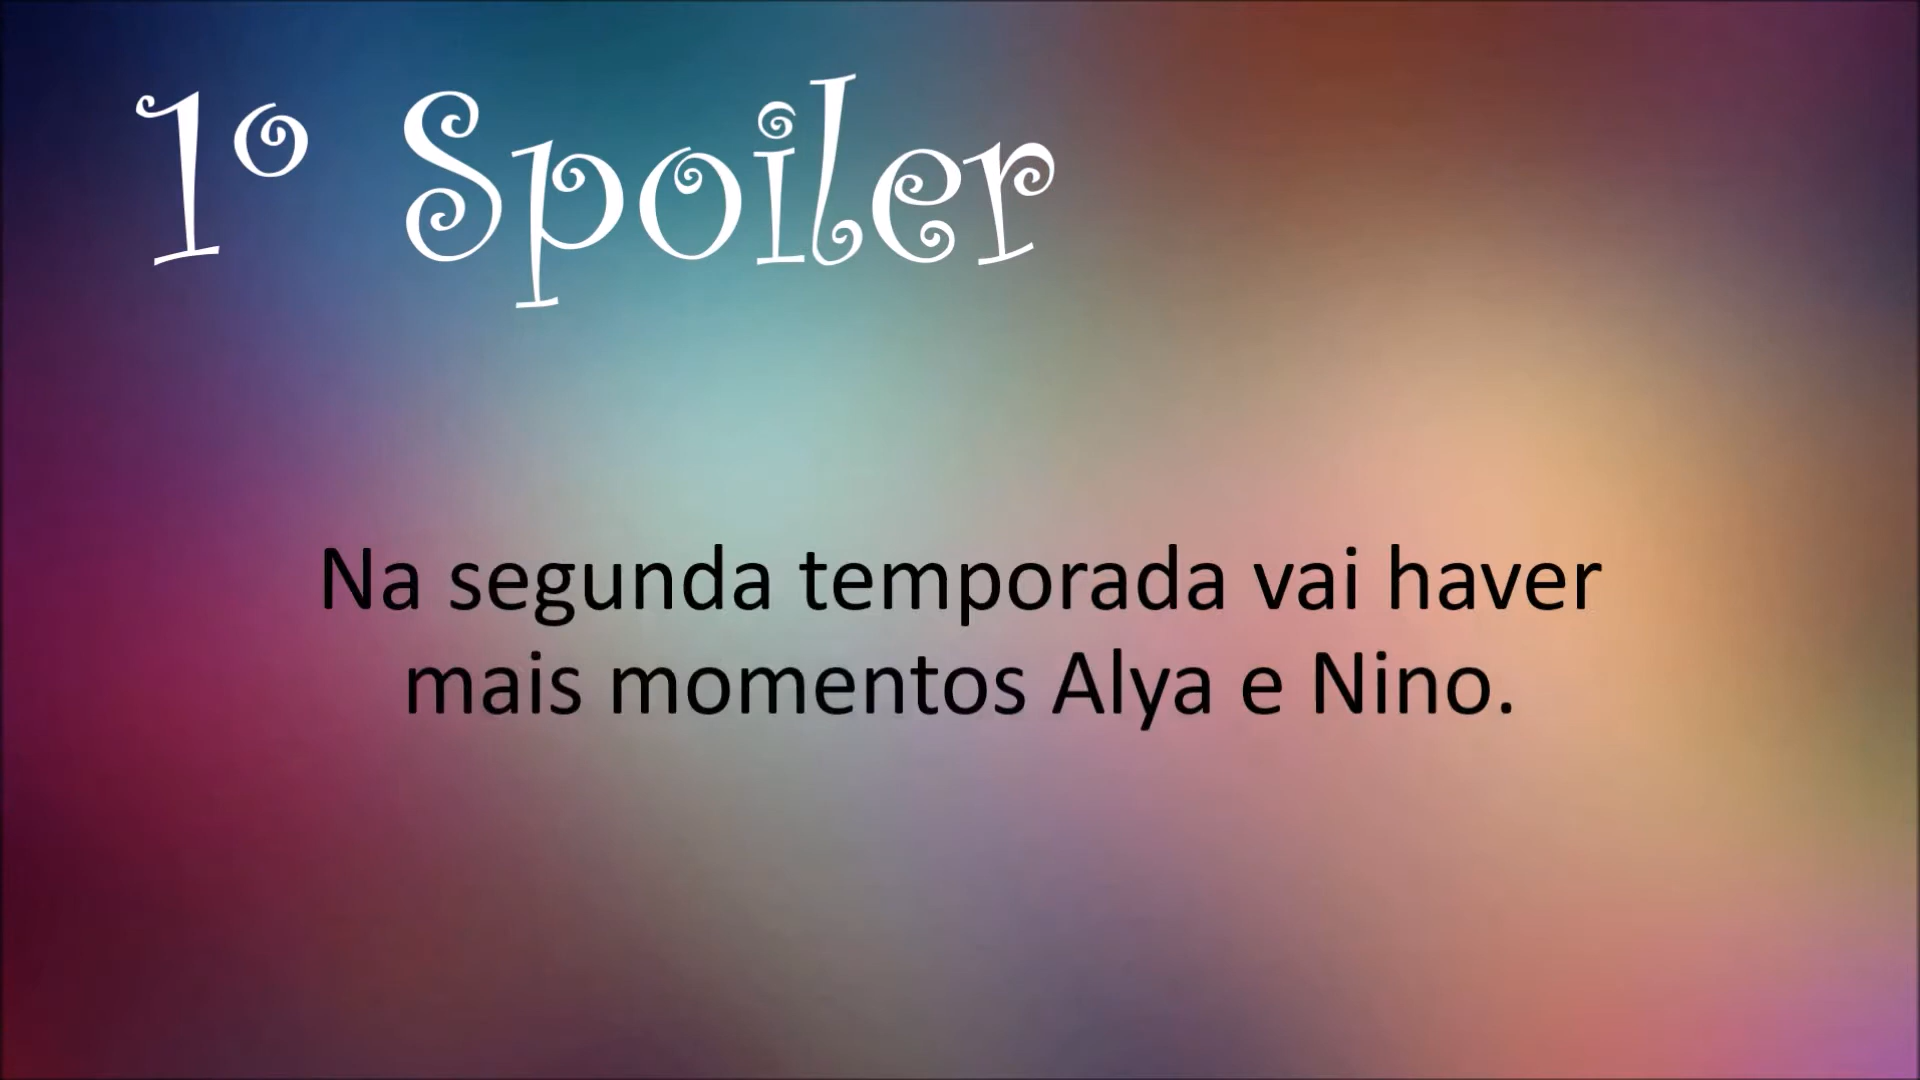 1º Spoiler
Na segunda temporada vai haver
mais momentos Alya e Nino.